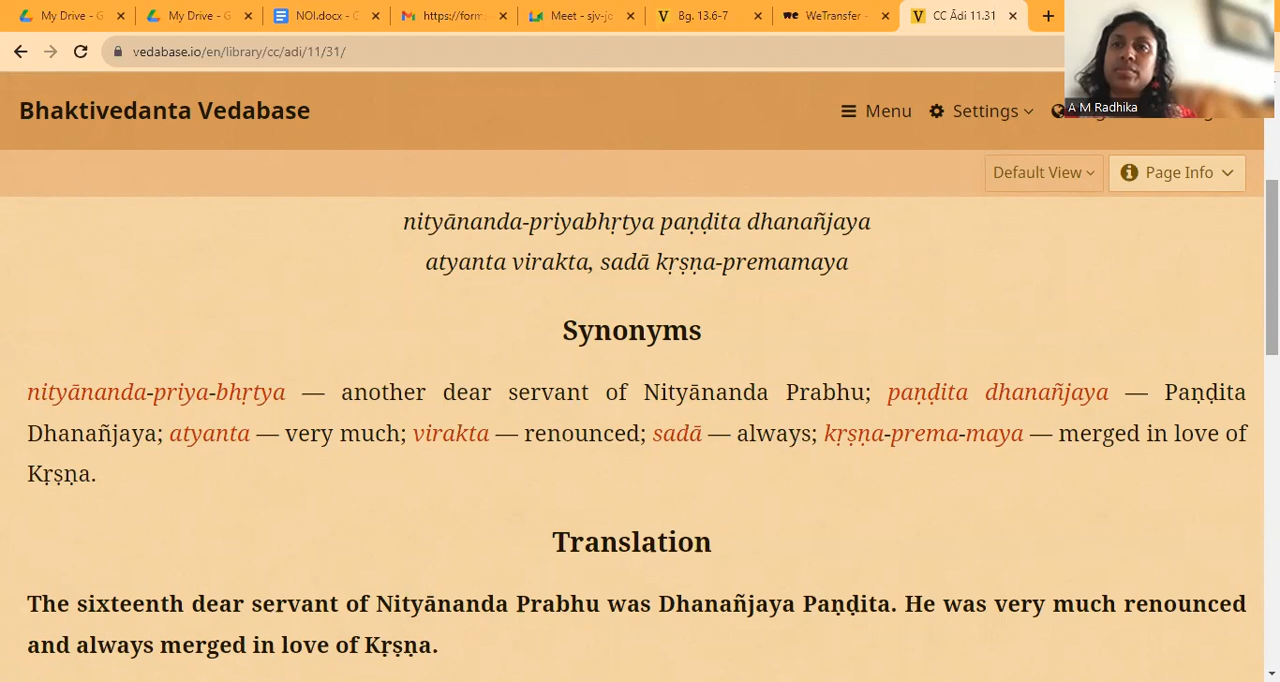 My Drive - G
My Drive - G
NOI.docx - G
https://form
Meet - sjv-jc
Bg. 13.6-7
WeTransfer -
CC Ādi 11.31
vedabase.io/en/library/cc/adi/11/31/
A M Radhika
Bhaktivedanta Vedabase
Menu
Settings
Default View
Page Info
nityānanda-priyabhṛtya paṇḍita dhanañjaya
atyanta virakta, sadā kṛṣṇa-premamaya
Synonyms
nityānanda-priya-bhṛtya — another dear servant of Nityānanda Prabhu; paṇḍita dhanañjaya — Paṇḍita
Dhanañjaya; atyanta — very much; virakta — renounced; sadā — always; kṛṣṇa-prema-maya — merged in love of
Kṛṣṇa.
Translation
The sixteenth dear servant of Nityānanda Prabhu was Dhanañjaya Paṇḍita. He was very much renounced
and always merged in love of Kṛṣṇa.